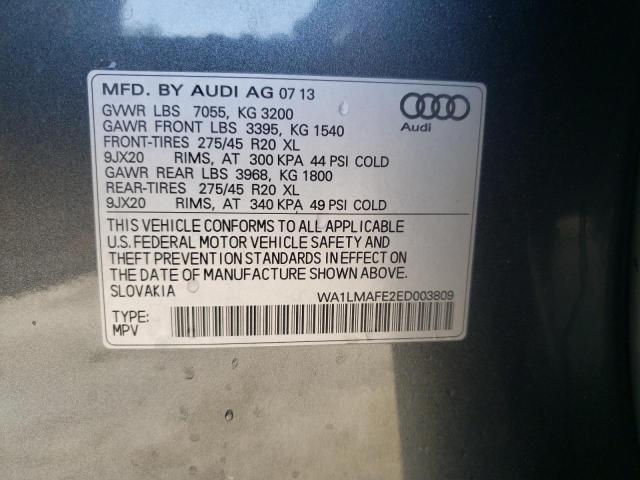 MFD. BY AUDI AG 07 13
GVWR LBS 7055, KG 3200
GAWR FRONT LBS 3395, KG 1540
FRONT-TIRES 275/45 R20 XL
9JX20 RIMS, AT 300 KPA 44 PSI COLD
GAWR REAR LBS 3968, KG 1800
REAR-TIRES 275/45 R20 XL
9JX20 RIMS, AT 340 KPA 49 PSI COLD
Audi
THIS VEHICLE CONFORMS TO ALL APPLICABLE
U.S. FEDERAL MOTOR VEHICLE SAFETY AND
THEFT PREVENTION STANDARDS IN EFFECT ON
THE DATE OF MANUFACTURE SHOWN ABOVE.
SLOVAKIA WA1LMAFE2ED003809
TYPE:
MPV